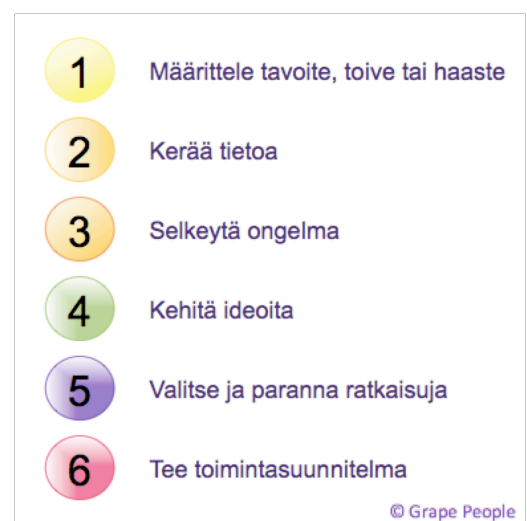 1 Määrittele tavoite, toive tai haaste
2 Kerää tietoa
3 Selkeytä ongelma
4 Kehitä ideoita
5 Valitse ja paranna ratkaisuja
6 Tee toimintasuunnitelma
© Grape People